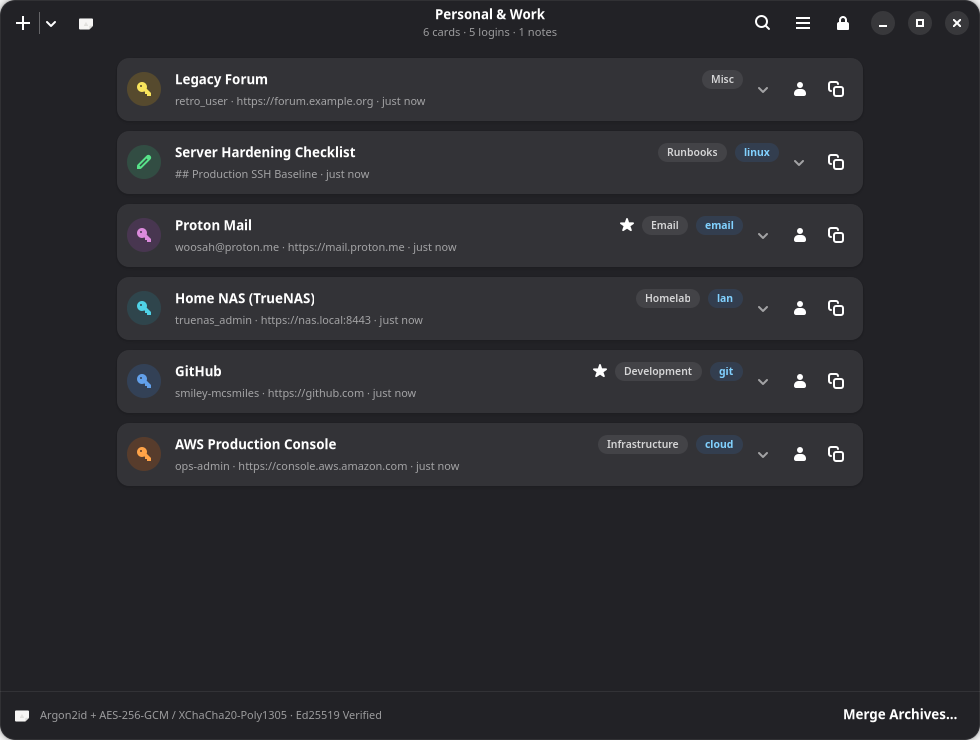 Personal & Work
6 cards · 5 logins · 1 notes
Legacy Forum
Misc
retro_user · https://forum.example.org · just now
Server Hardening Checklist
Runbooks linux
## Production SSH Baseline · just now
Proton Mail
Email email
woosah@proton.me · https://mail.proton.me · just now
Home NAS (TrueNAS)
Homelab lan
truenas_admin · https://nas.local:8443 · just now
GitHub
Development git
smiley-mcsmiles · https://github.com · just now
AWS Production Console
Infrastructure cloud
ops-admin · https://console.aws.amazon.com · just now
Argon2id + AES-256-GCM / XChaCha20-Poly1305 · Ed25519 Verified
Merge Archives...